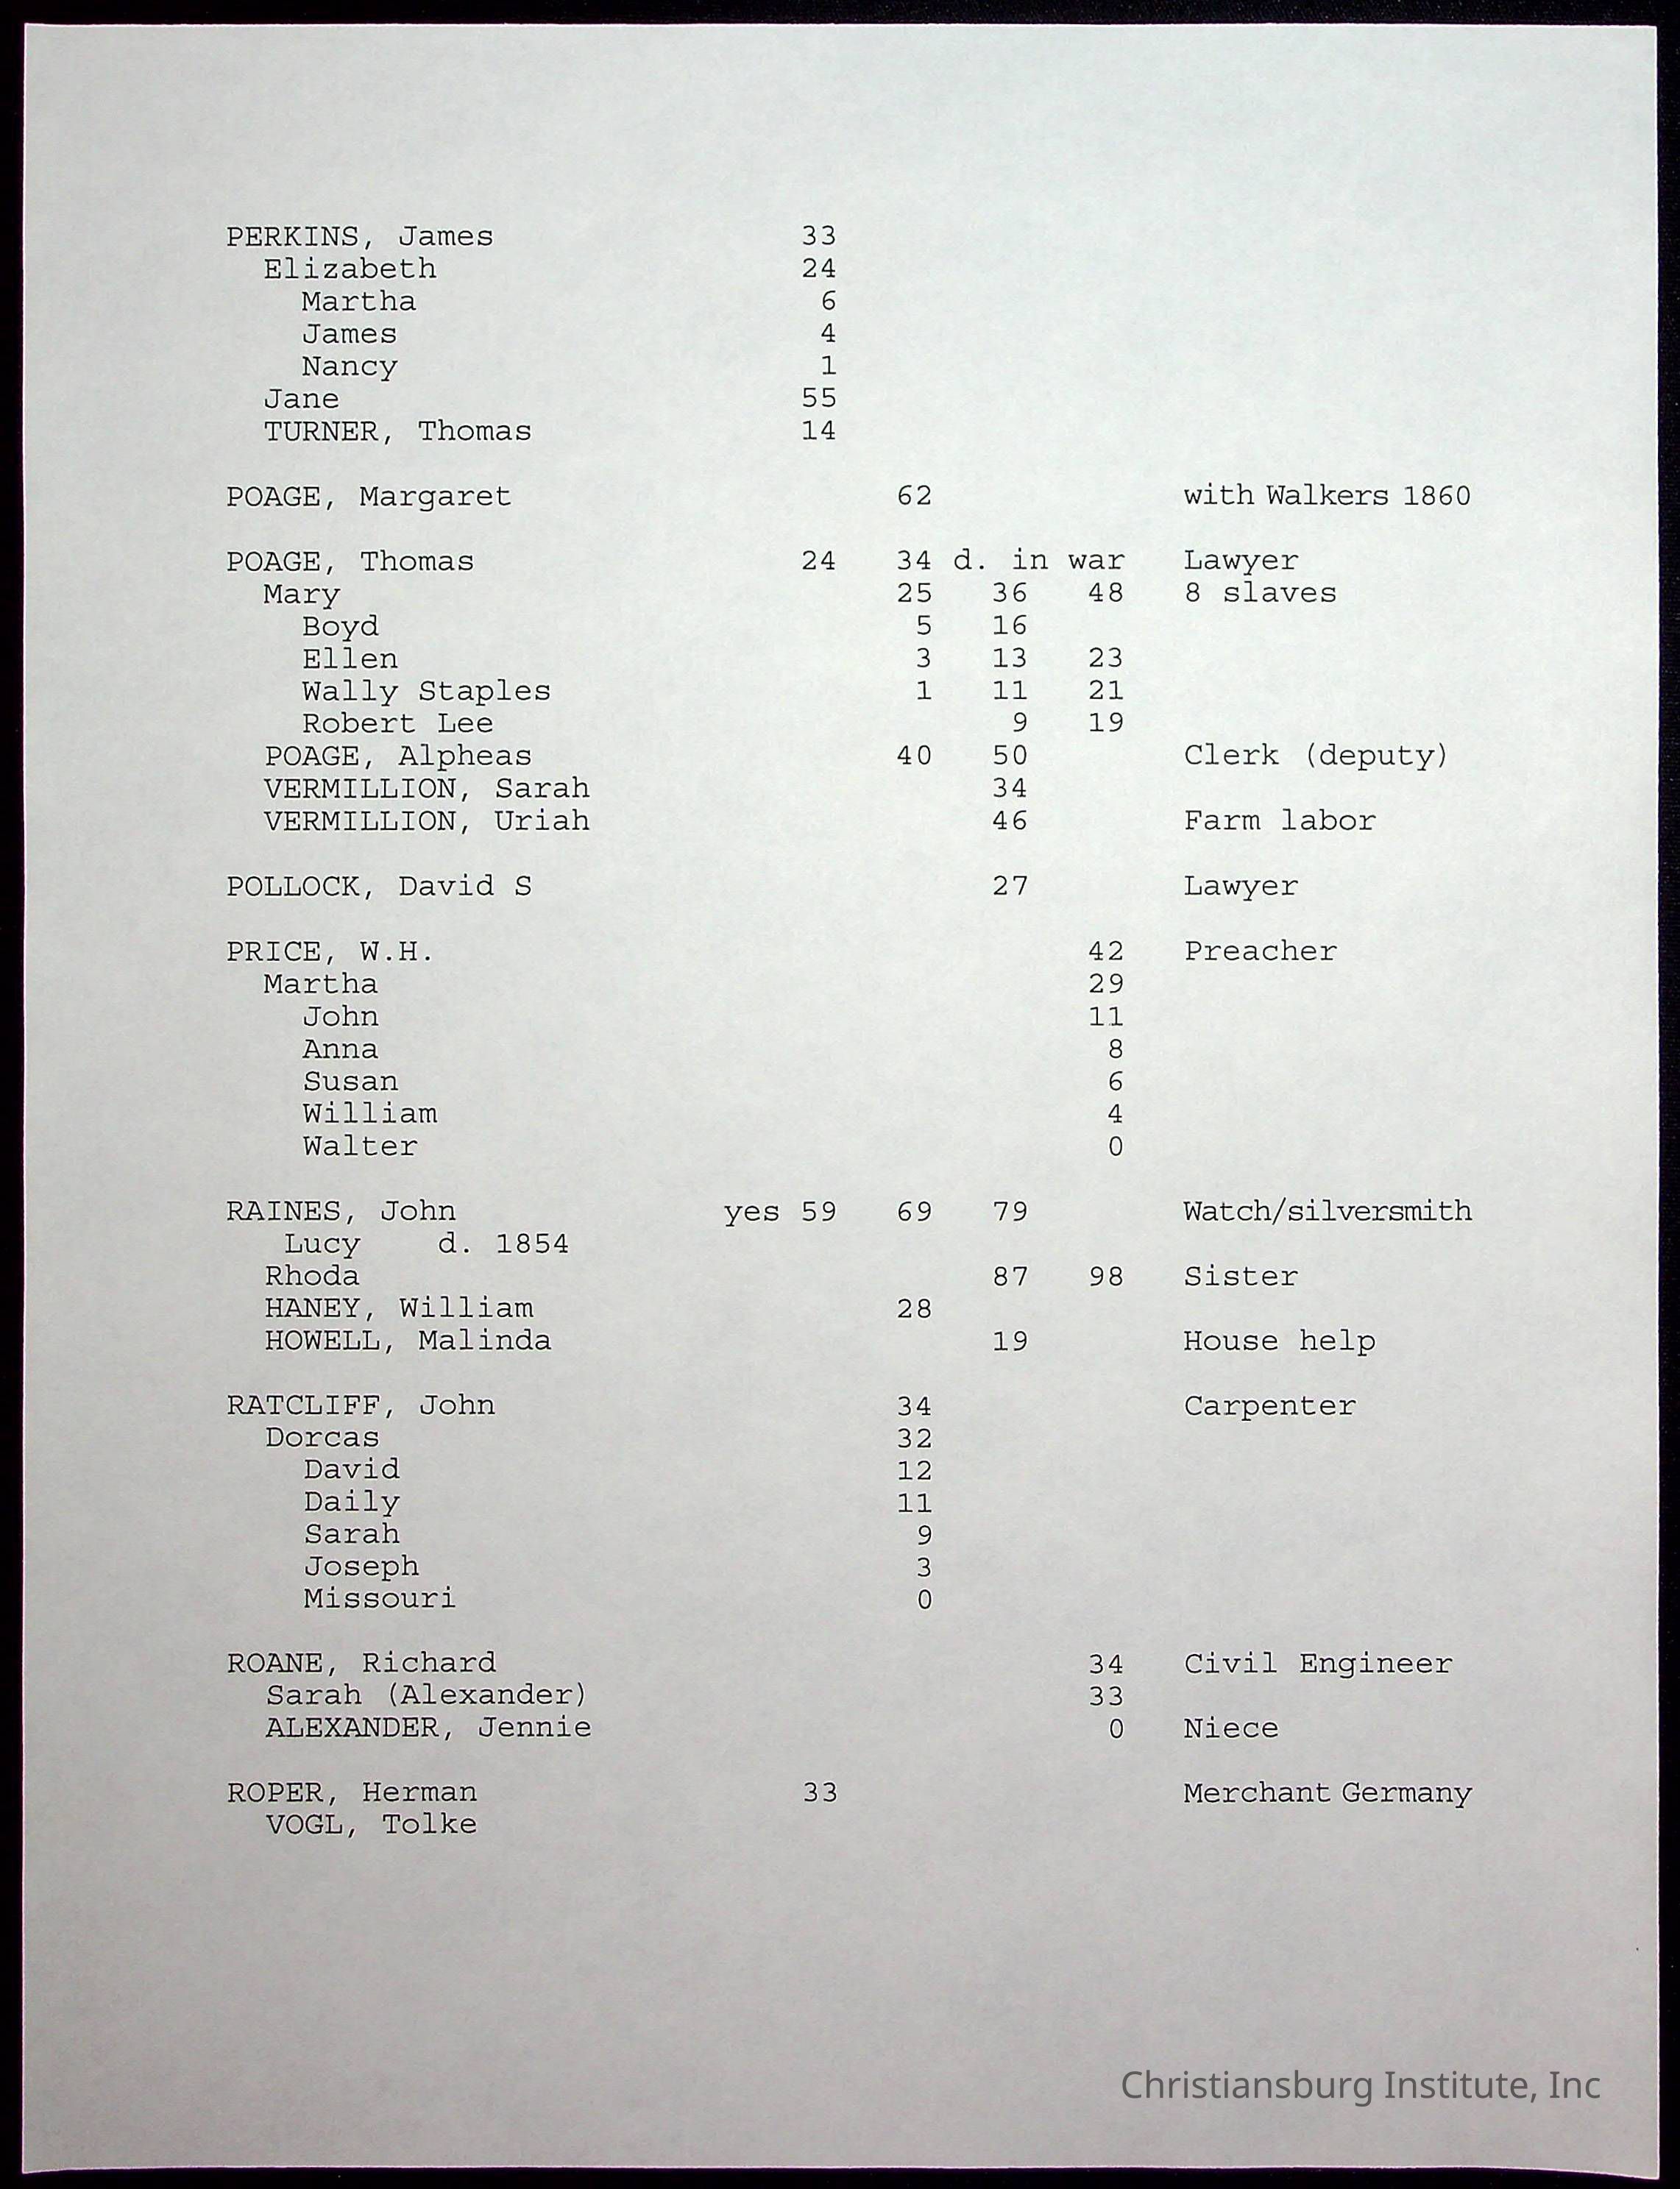 PERKINS, James 33
Elizabeth 24
Martha 6
James 4
Nancy 1
Jane 55
TURNER, Thomas 14
POAGE, Margaret 62 with Walkers 1860
POAGE, Thomas 24 34 d. in war Lawyer
Mary 25 36 48 8 slaves
Boyd 5 16
Ellen 3 13 23
Wally Staples 1 11 21
Robert Lee 9 19
POAGE, Alpheas 40 50 Clerk (deputy)
VERMILLION, Sarah 34
VERMILLION, Uriah 46 Farm labor
POLLOCK, David S 27 Lawyer
PRICE, W.H. 42 Preacher
Martha 29
John 11
Anna 8
Susan 6
William 4
Walter 0
RAINES, John yes 59 69 79 Watch/silversmith
Lucy d. 1854
Rhoda 87 98 Sister
HANEY, William 28
HOWELL, Malinda 19 House help
RATCLIFF, John 34 Carpenter
Dorcas 32
David 12
Daily 11
Sarah 9
Joseph 3
Missouri 0
ROANE, Richard 34 Civil Engineer
Sarah (Alexander) 33
ALEXANDER, Jennie 0 Niece
ROPER, Herman 33 Merchant Germany
VOGL, Tolke
Christiansburg Institute, Inc